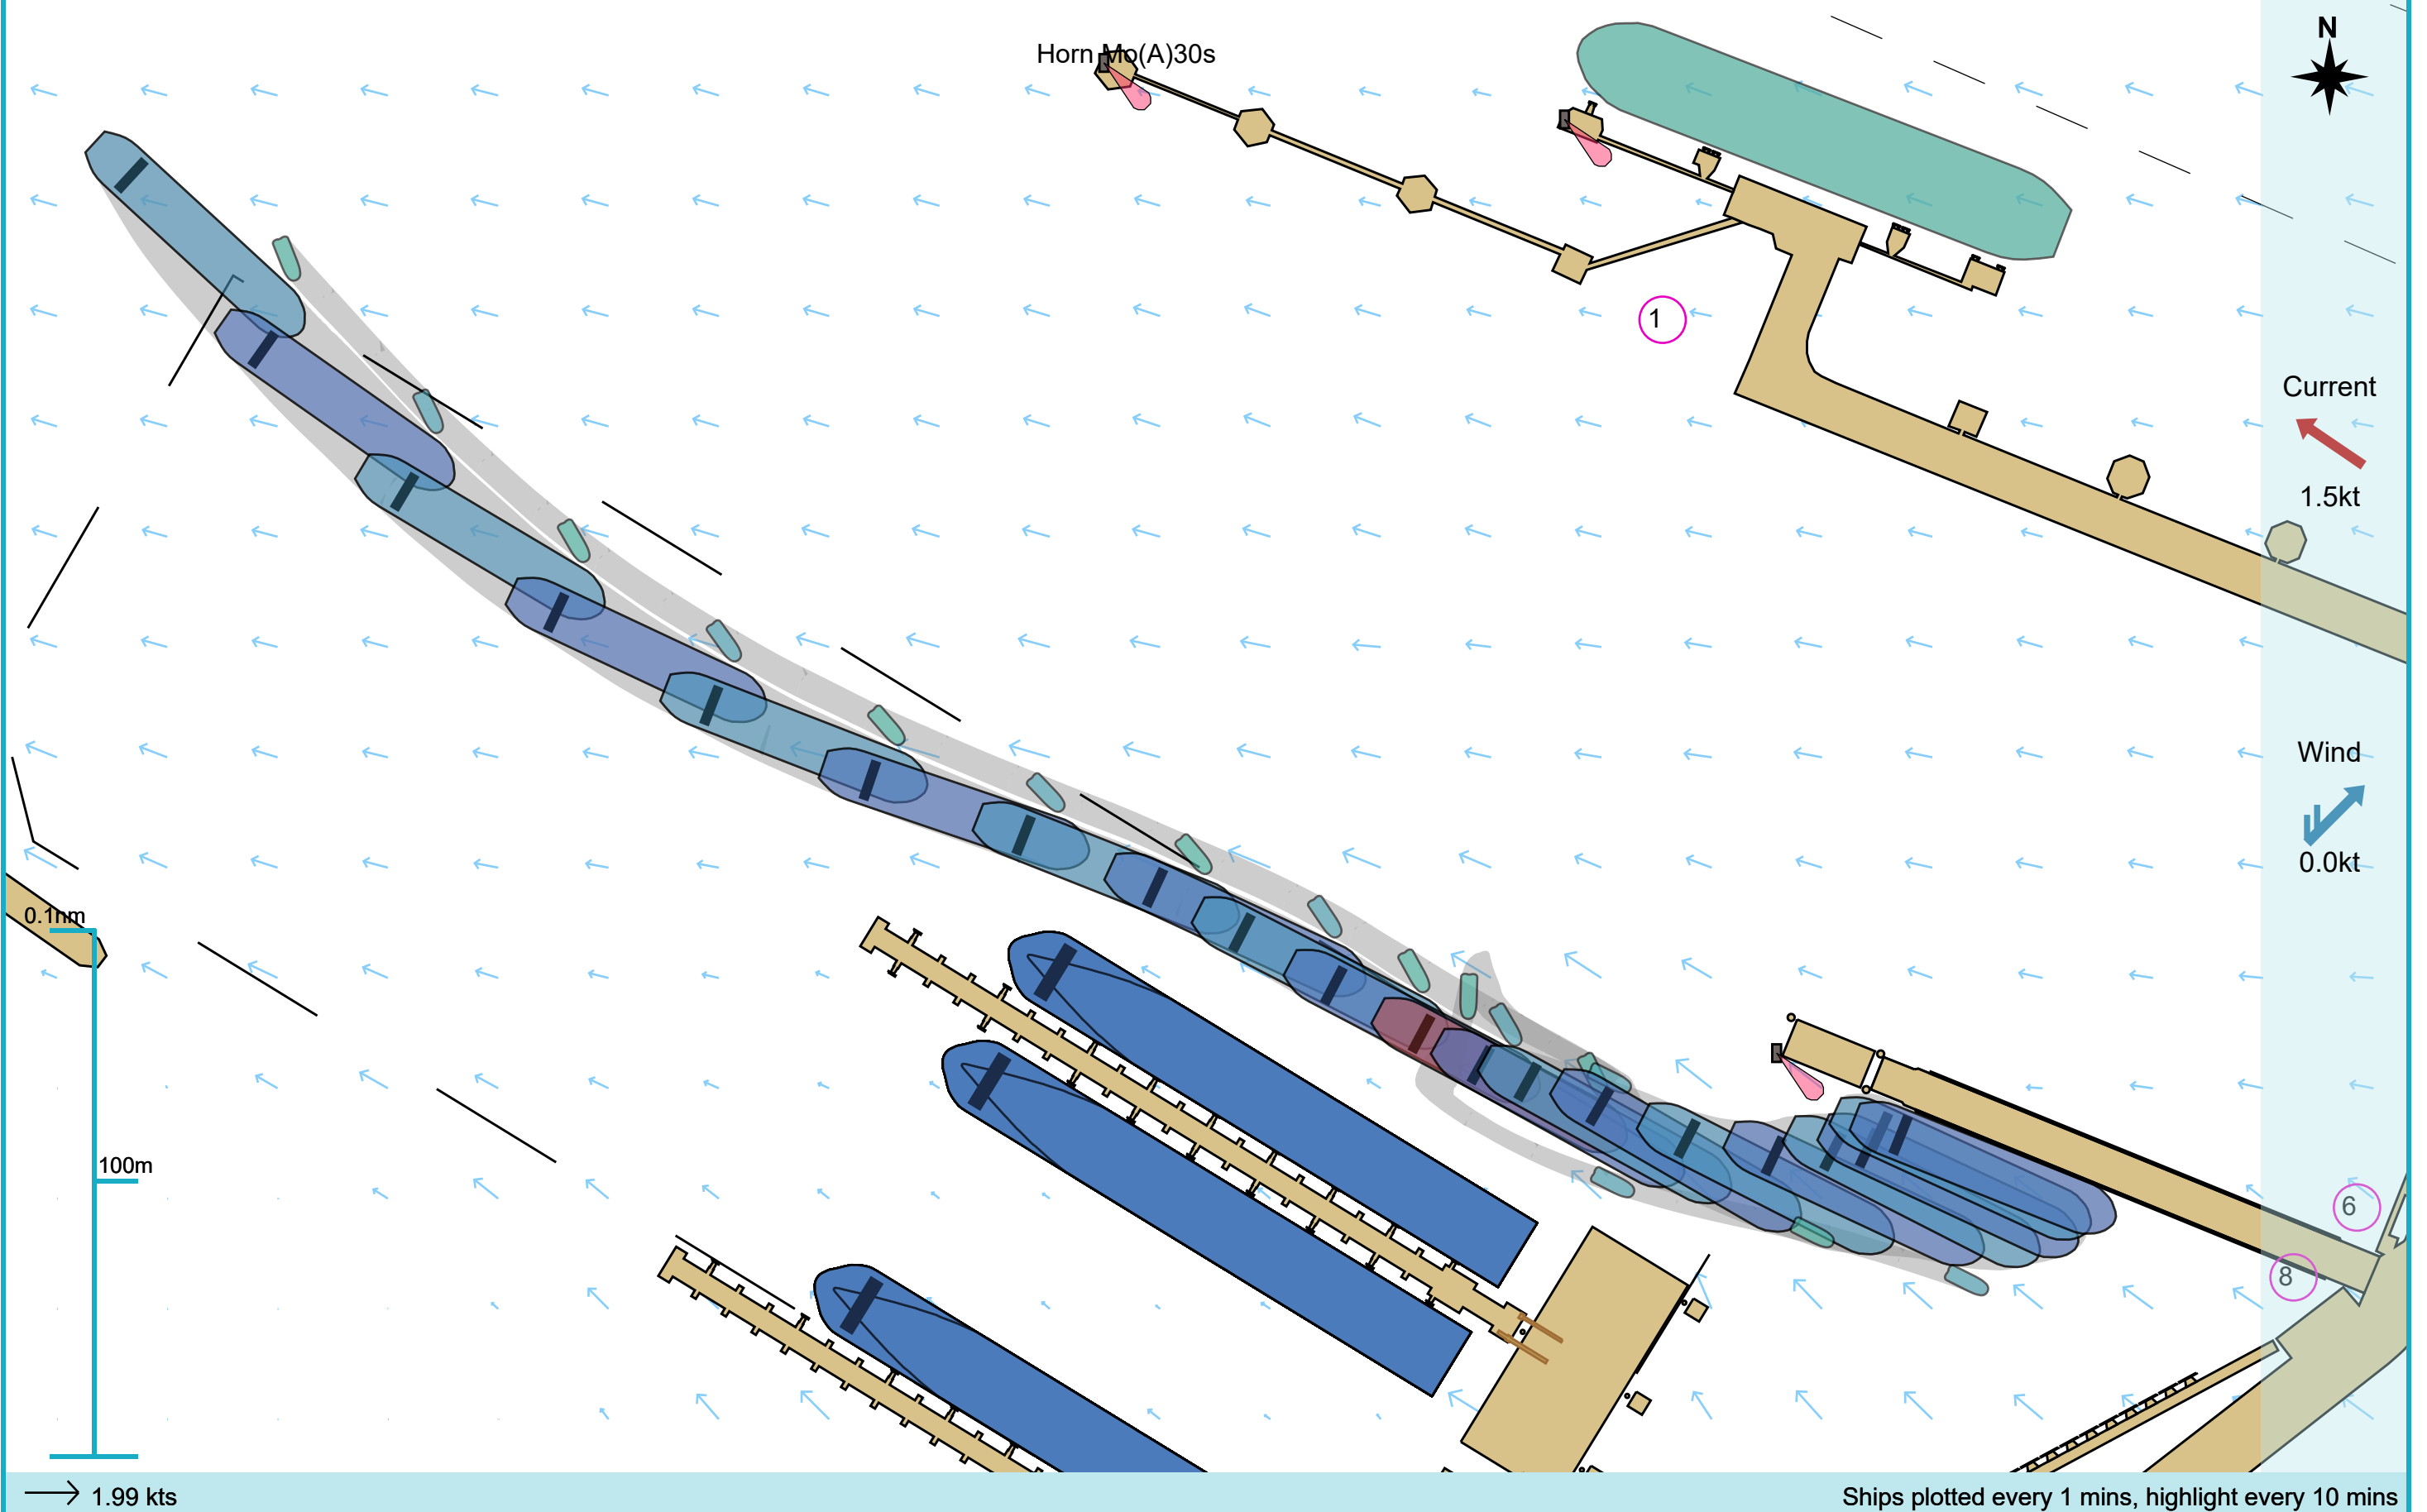 N
Horn Mo(A)30s
1
Current
1.5kt
Wind
0.0kt
0.1nm
100m
6
8
1.99 kts
Ships plotted every 1 mins, highlight every 10 mins